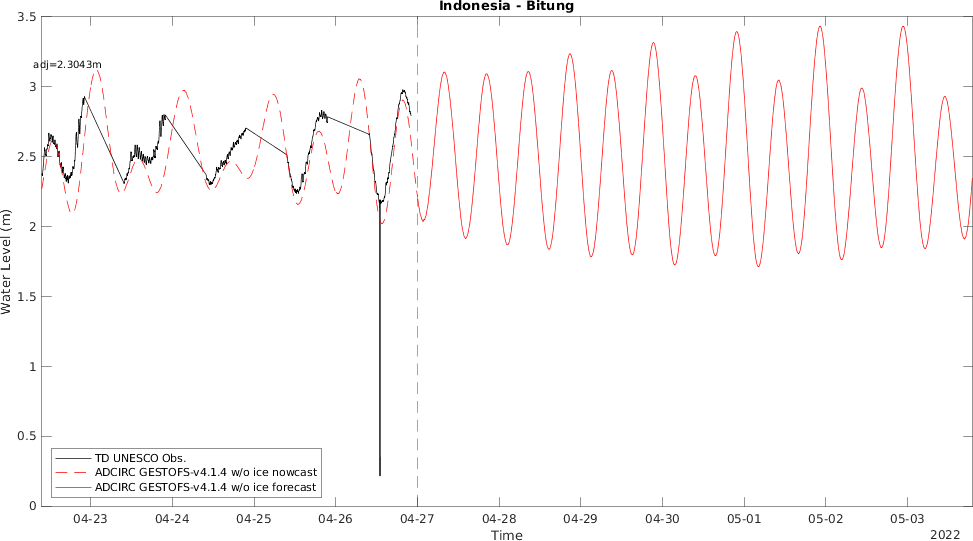 Indonesia - Bitung
adj=2.3043m
3.5
3
2.5
2
1.5
1
0.5
0
Water Level (m)
TD UNESCO Obs.
ADCIRC GESTOFS-v4.1.4 w/o ice nowcast
ADCIRC GESTOFS-v4.1.4 w/o ice forecast
04-23 04-24 04-25 04-26 04-27 04-28 04-29 04-30 05-01 05-02 05-03
Time
2022